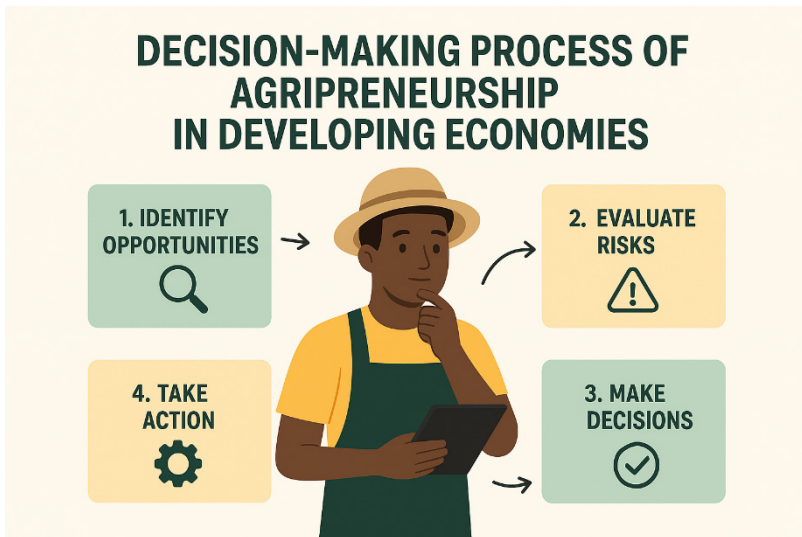 DECISION-MAKING PROCESS OF
AGRIPRENEURSHIP
IN DEVELOPING ECONOMIES
1. IDENTIFY
OPPORTUNITIES
2. EVALUATE
RISKS
3. MAKE
DECISIONS
4. TAKE
ACTION